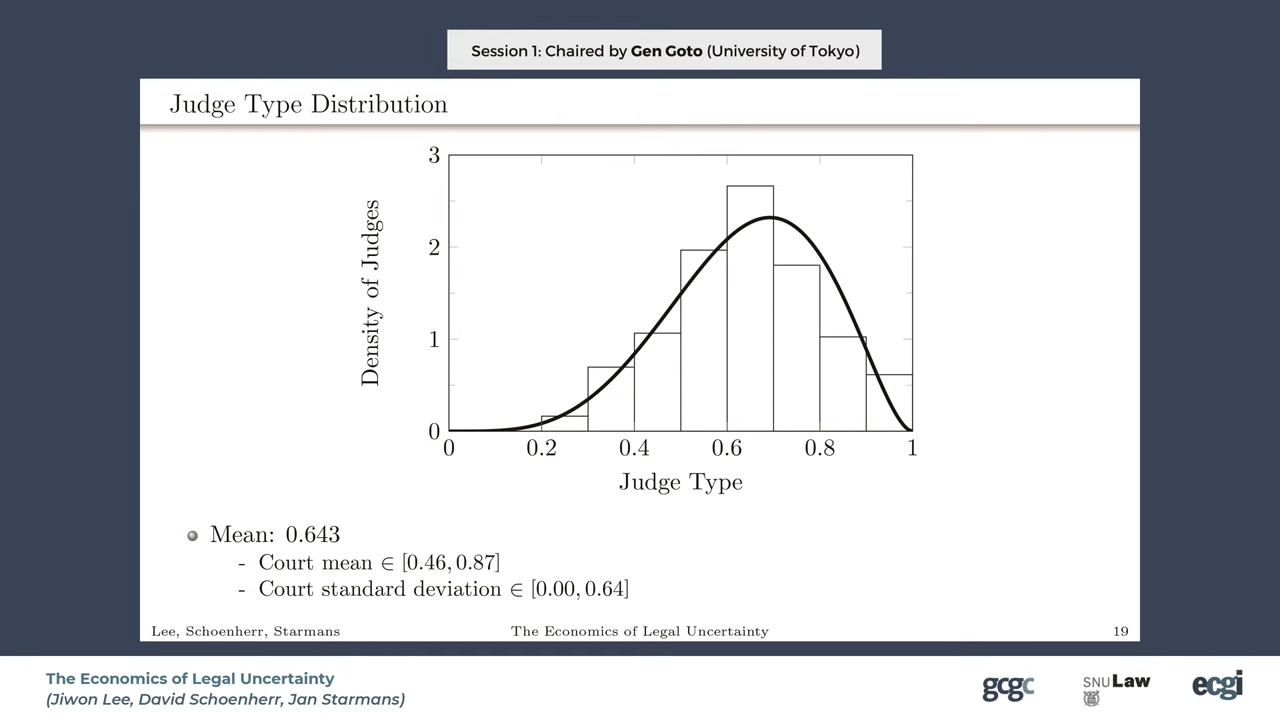 Session 1: Chaired by Gen Goto (University of Tokyo)
Judge Type Distribution
Density of Judges
3
2
1
0
0 0.2 0.4 0.6 0.8 1
Judge Type
Mean: 0.643
- Court mean ∈ [0.46, 0.87]
- Court standard deviation ∈ [0.00, 0.64]
Lee, Schoenherr, Starmans The Economics of Legal Uncertainty 19
The Economics of Legal Uncertainty
(Jiwon Lee, David Schoenherr, Jan Starmans)
gcgc SNU Law ecgi